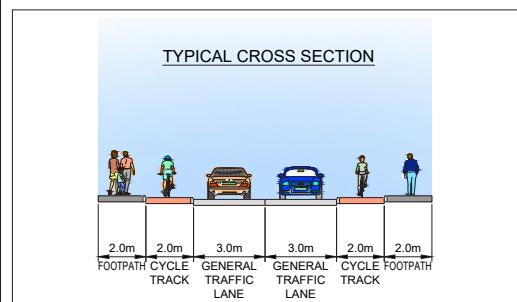 TYPICAL CROSS SECTION
2.0m 2.0m 3.0m 3.0m 2.0m 2.0m
FOOTPATH CYCLE GENERAL GENERAL CYCLE FOOTPATH
TRACK TRAFFIC TRAFFIC TRACK
LANE LANE